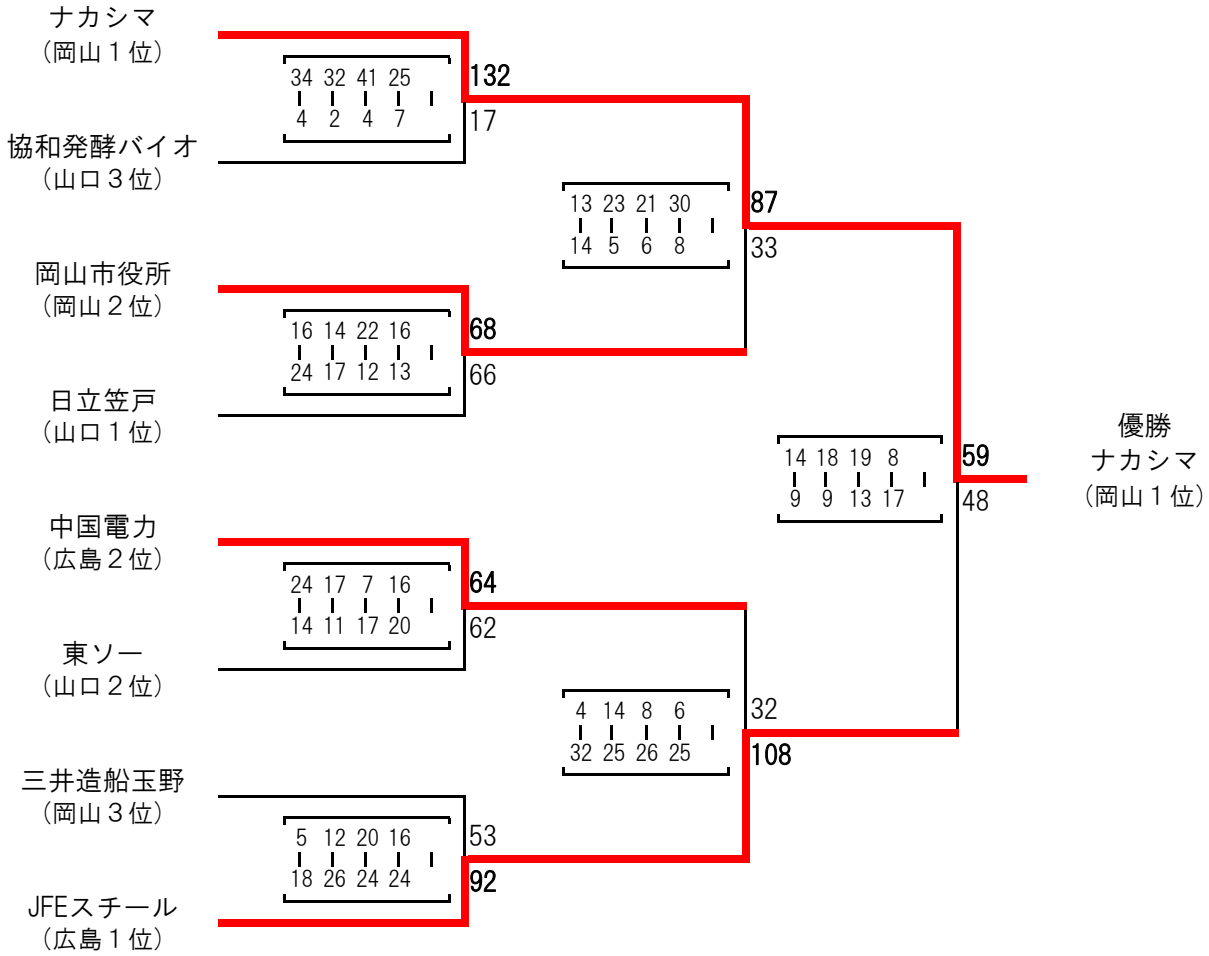 ナカシマ
（岡山１位）
34 32 41 25
4 2 4 7
132
17
協和発酵バイオ
（山口３位）
13 23 21 30
14 5 6 8
87
33
岡山市役所
（岡山２位）
16 14 22 16
24 17 12 13
68
66
日立笠戸
（山口１位）
14 18 19 8
9 9 13 17
59
48
優勝
ナカシマ
（岡山１位）
中国電力
（広島２位）
24 17 7 16
14 11 17 20
64
62
東ソー
（山口２位）
4 14 8 6
32 25 26 25
32
108
三井造船玉野
（岡山３位）
5 12 20 16
18 26 24 24
53
92
JFEスチール
（広島１位）